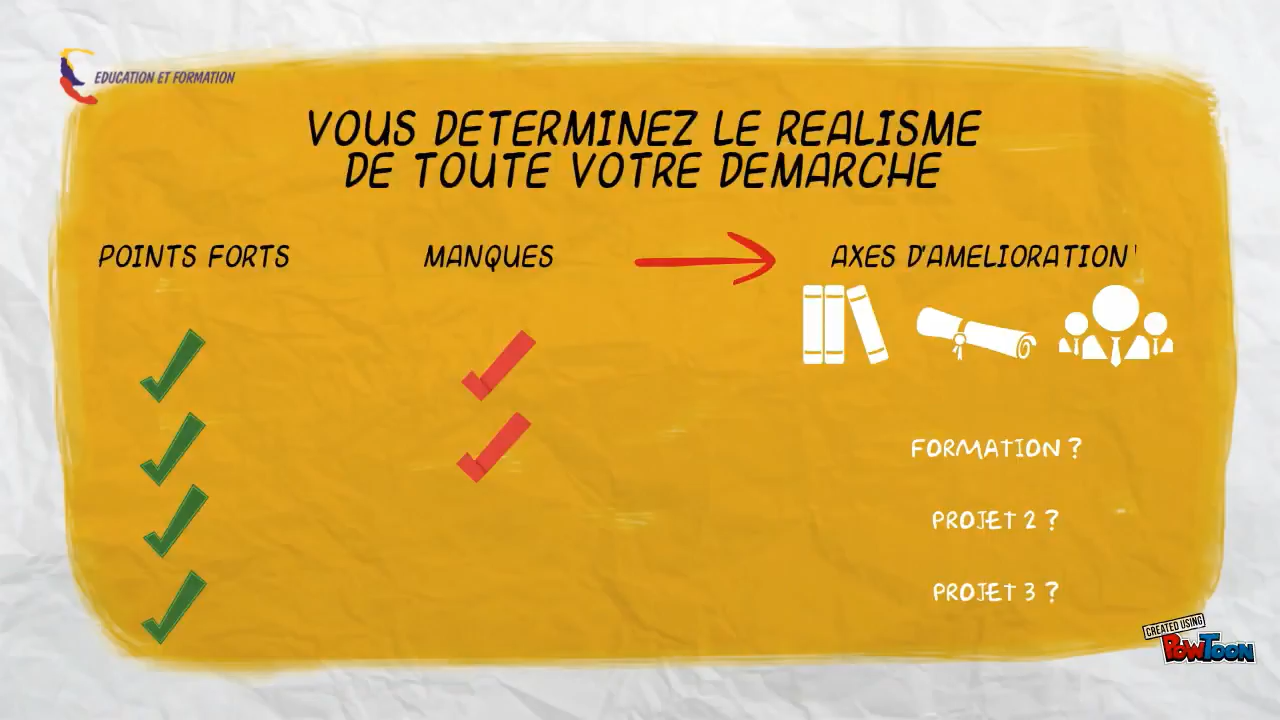 EDUCATION ET FORMATION
VOUS DETERMINEZ LE REALISME
DE TOUTE VOTRE DEMARCHE
POINTS FORTS
MANQUES
AXES D'AMELIORATION
FORMATION ?
PROJET 2 ?
PROJET 3 ?
CREATED USING
POWTOON